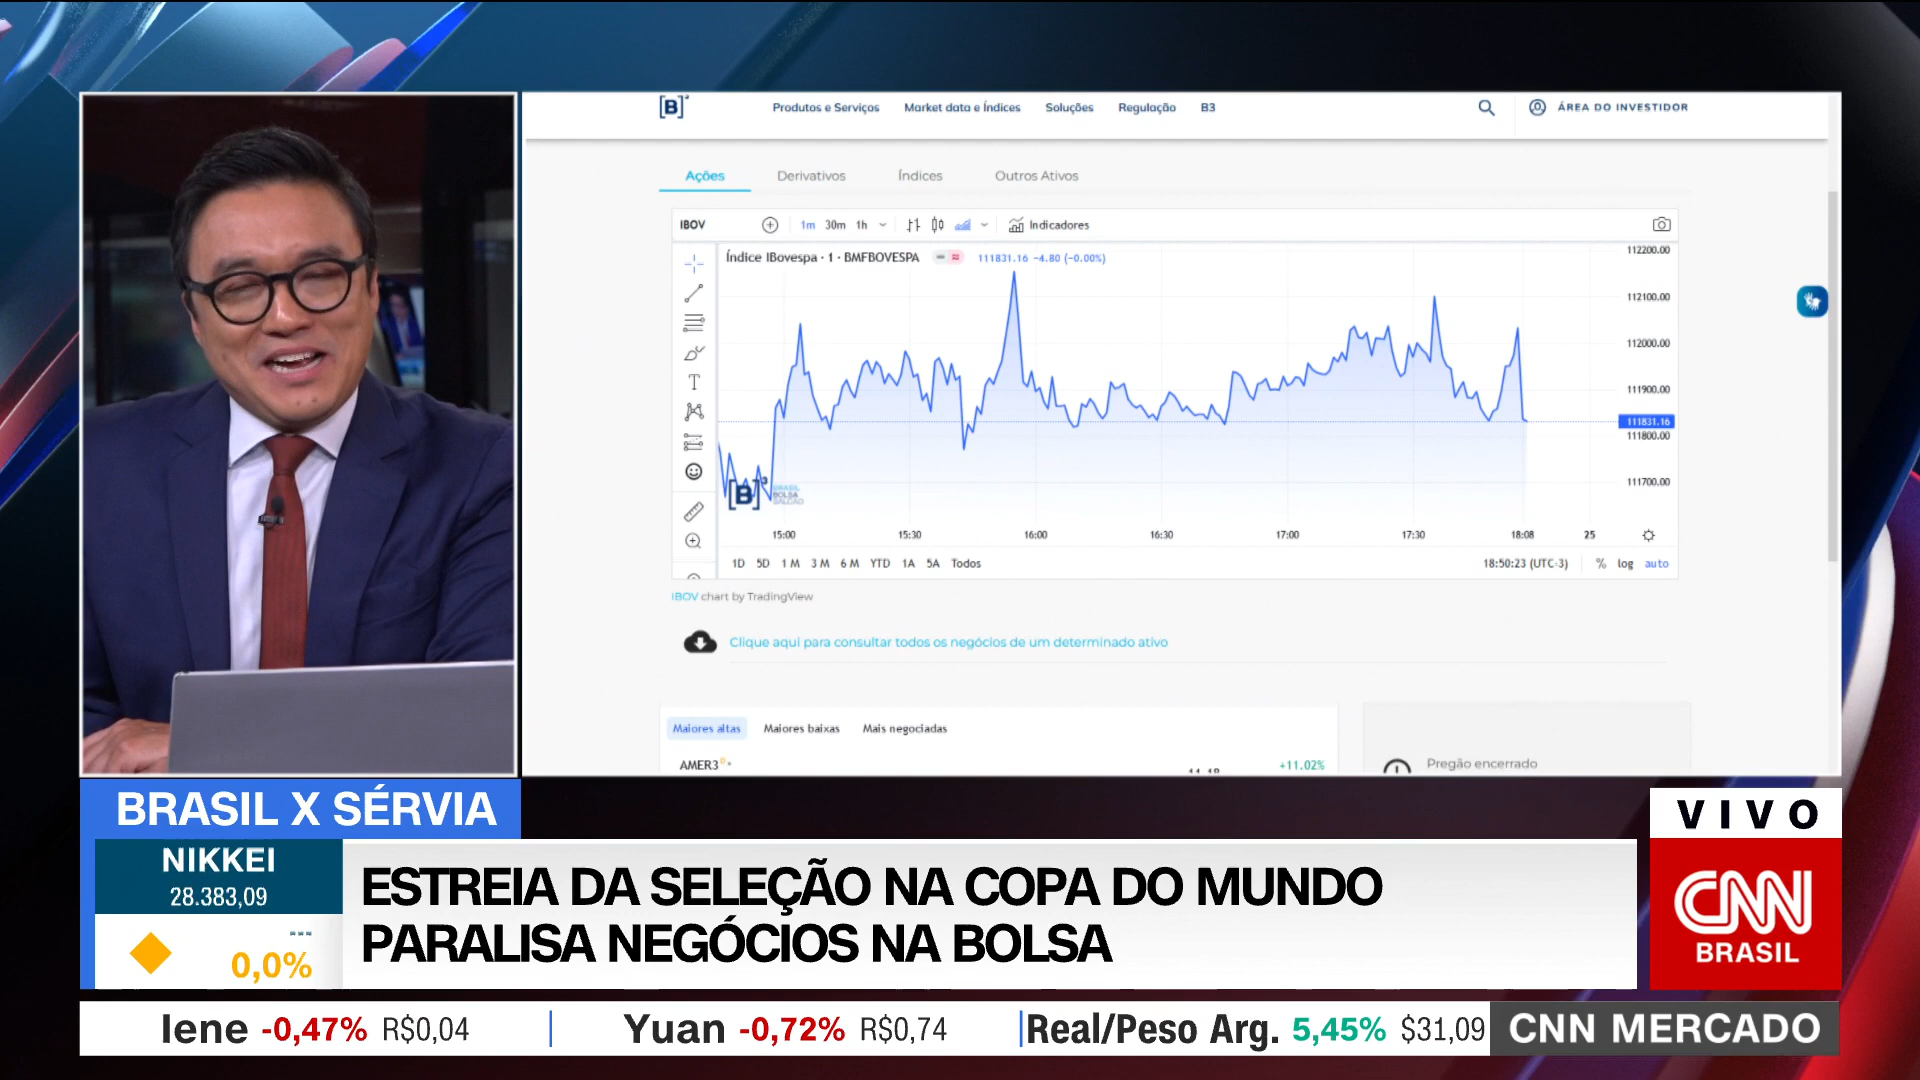 [B]³
Produtos e Serviços Market data e Índices Soluções Regulação B3
ÁREA DO INVESTIDOR
Ações Derivativos Índices Outros Ativos
IBOV 1m 30m 1h Indicadores
Índice IBovespa · 1 · BMFBOVESPA 111831.16 -4.80 (-0.00%)
112200.00
112100.00
112000.00
111900.00
111831.16
111800.00
111700.00
[B]³ BRASIL
BOLSA
BALCÃO
15:00 15:30 16:00 16:30 17:00 17:30 18:08 25
1D 5D 1 M 3 M 6 M YTD 1A 5A Todos 18:50:23 (UTC-3) % log auto
IBOV chart by TradingView
Clique aqui para consultar todos os negócios de um determinado ativo
Maiores altas Maiores baixas Mais negociadas
AMER3 D +11.02%
Pregão encerrado
BRASIL X SÉRVIA
VIVO
NIKKEI
28.383,09
0,0%
ESTREIA DA SELEÇÃO NA COPA DO MUNDO
PARALISA NEGÓCIOS NA BOLSA
CNN
BRASIL
Iene -0,47% R$0,04 Yuan -0,72% R$0,74 Real/Peso Arg. 5,45% $31,09 CNN MERCADO